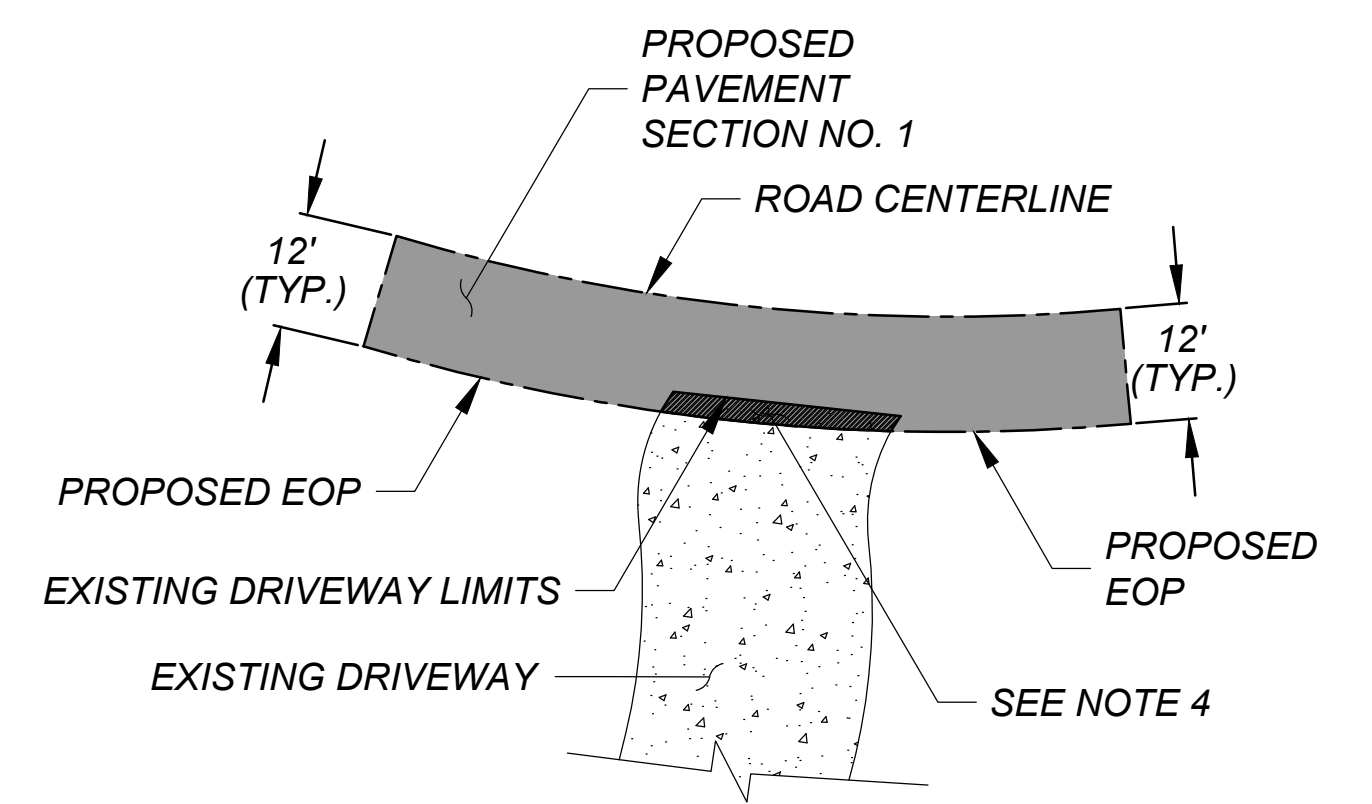 PROPOSED
PAVEMENT
SECTION NO. 1
ROAD CENTERLINE
12'
(TYP.)
12'
(TYP.)
PROPOSED EOP
PROPOSED
EOP
EXISTING DRIVEWAY LIMITS
EXISTING DRIVEWAY
SEE NOTE 4